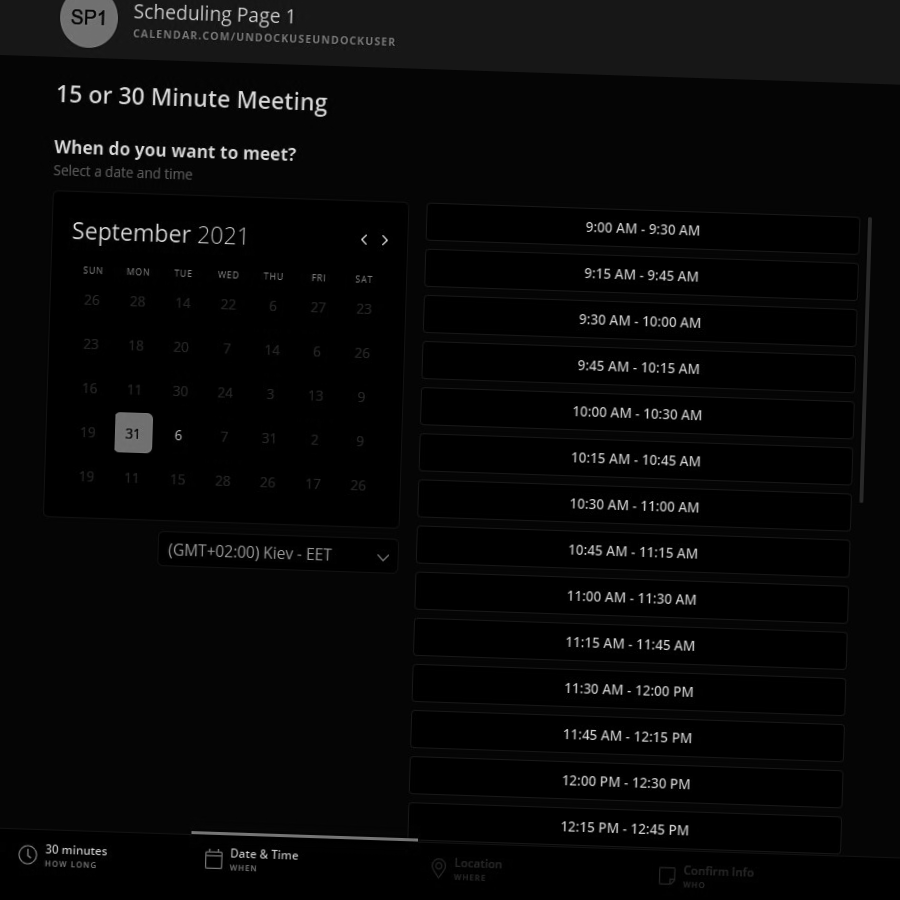 SP1
Scheduling Page 1
CALENDAR.COM/UNDOCKUSEUNDOCKUSER
15 or 30 Minute Meeting
When do you want to meet?
Select a date and time
September 2021
SUN MON TUE WED THU FRI SAT
26 28 14 22 6 27 23
23 18 20 7 14 6 26
16 11 30 24 3 13 9
19 31 6 7 31 2 9
19 11 15 28 26 17 26
(GMT+02:00) Kiev - EET
9:00 AM - 9:30 AM
9:15 AM - 9:45 AM
9:30 AM - 10:00 AM
9:45 AM - 10:15 AM
10:00 AM - 10:30 AM
10:15 AM - 10:45 AM
10:30 AM - 11:00 AM
10:45 AM - 11:15 AM
11:00 AM - 11:30 AM
11:15 AM - 11:45 AM
11:30 AM - 12:00 PM
11:45 AM - 12:15 PM
12:00 PM - 12:30 PM
12:15 PM - 12:45 PM
30 minutes
HOW LONG
Date & Time
WHEN
Location
WHERE
Confirm Info
WHO